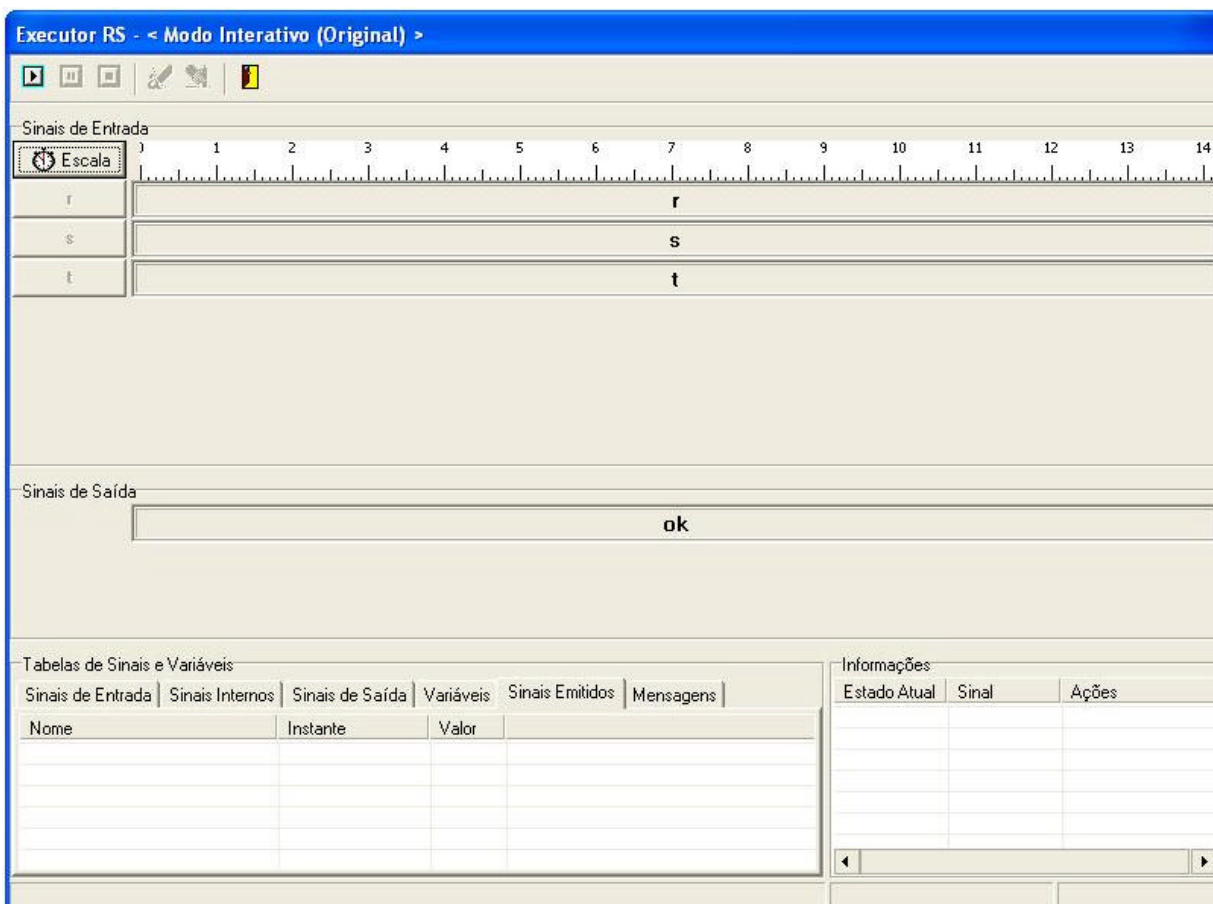 Executor RS - < Modo Interativo (Original) >
Sinais de Entrada
Escala
1 2 3 4 5 6 7 8 9 10 11 12 13 14
r r
s s
t t
Sinais de Saída
ok
Tabelas de Sinais e Variáveis
Sinais de Entrada Sinais Internos Sinais de Saída Variáveis Sinais Emitidos Mensagens
Nome Instante Valor
Informações
Estado Atual Sinal Ações